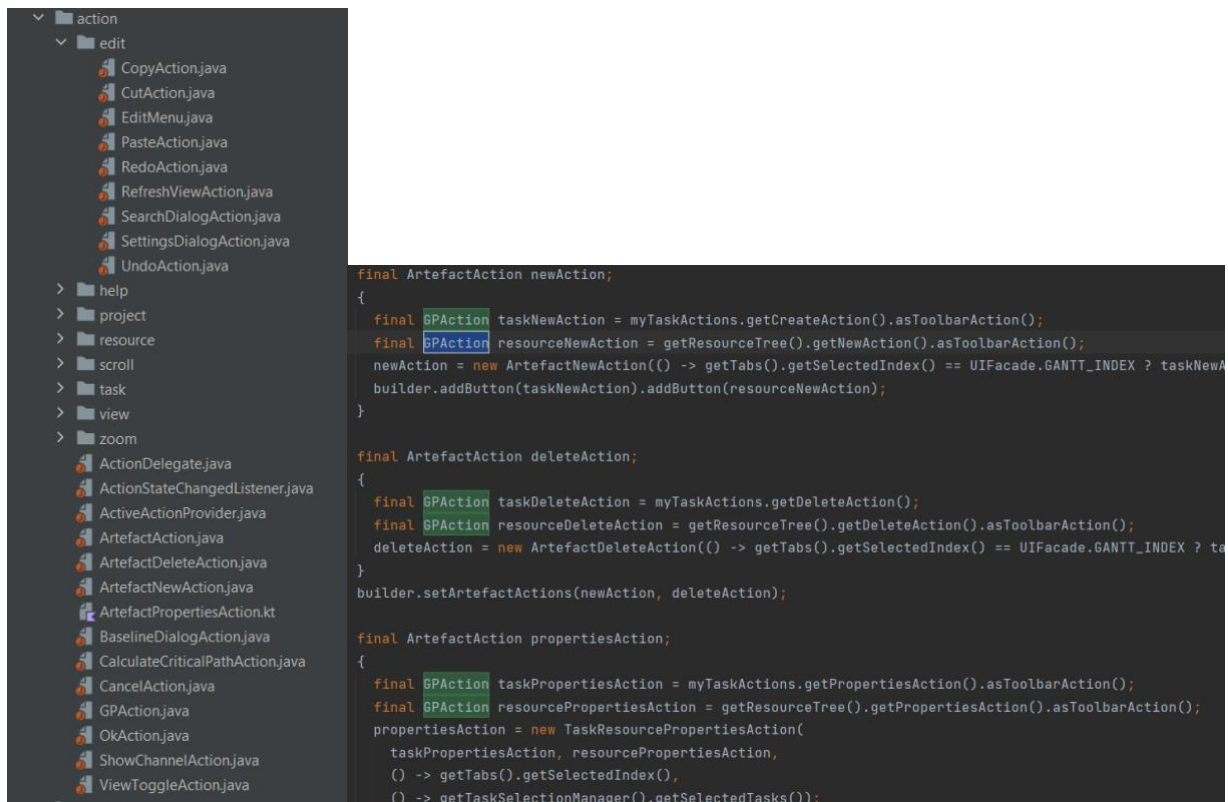 action
edit
CopyAction.java
CutAction.java
EditMenu.java
PasteAction.java
RedoAction.java
RefreshViewAction.java
SearchDialogAction.java
SettingsDialogAction.java
UndoAction.java
help
project
resource
scroll
task
view
zoom
ActionDelegate.java
ActionStateChangedListener.java
ActiveActionProvider.java
ArtefactAction.java
ArtefactDeleteAction.java
ArtefactNewAction.java
ArtefactPropertiesAction.kt
BaselineDialogAction.java
CalculateCriticalPathAction.java
CancelAction.java
GPAction.java
OkAction.java
ShowChannelAction.java
ViewToggleAction.java
final ArtefactAction newAction;
{
final GPAction taskNewAction = myTaskActions.getCreateAction().asToolbarAction();
final GPAction resourceNewAction = getResourceTree().getNewAction().asToolbarAction();
newAction = new ArtefactNewAction(() -> getTabs().getSelectedIndex() == UIFacade.GANTT_INDEX ? taskNewA
builder.addButton(taskNewAction).addButton(resourceNewAction);
}
final ArtefactAction deleteAction;
{
final GPAction taskDeleteAction = myTaskActions.getDeleteAction();
final GPAction resourceDeleteAction = getResourceTree().getDeleteAction().asToolbarAction();
deleteAction = new ArtefactDeleteAction(() -> getTabs().getSelectedIndex() == UIFacade.GANTT_INDEX ? ta
}
builder.setArtefactActions(newAction, deleteAction);
final ArtefactAction propertiesAction;
{
final GPAction taskPropertiesAction = myTaskActions.getPropertiesAction().asToolbarAction();
final GPAction resourcePropertiesAction = getResourceTree().getPropertiesAction().asToolbarAction();
propertiesAction = new TaskResourcePropertiesAction(
taskPropertiesAction, resourcePropertiesAction,
() -> getTabs().getSelectedIndex(),
() -> getTaskSelectionManager().getSelectedTasks());